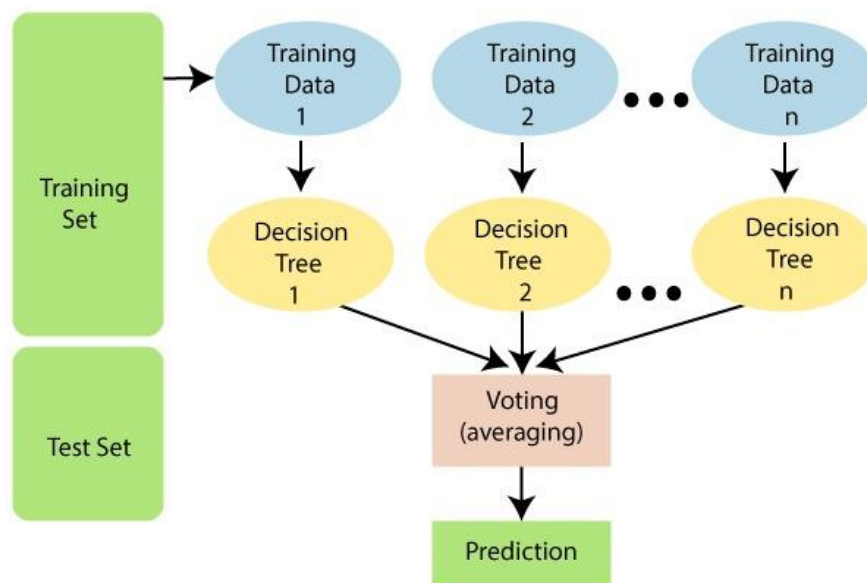 Training
Set
Test Set
Training
Data
1
Training
Data
2
Training
Data
n
Decision
Tree
1
Decision
Tree
2
Decision
Tree
n
Voting
(averaging)
Prediction